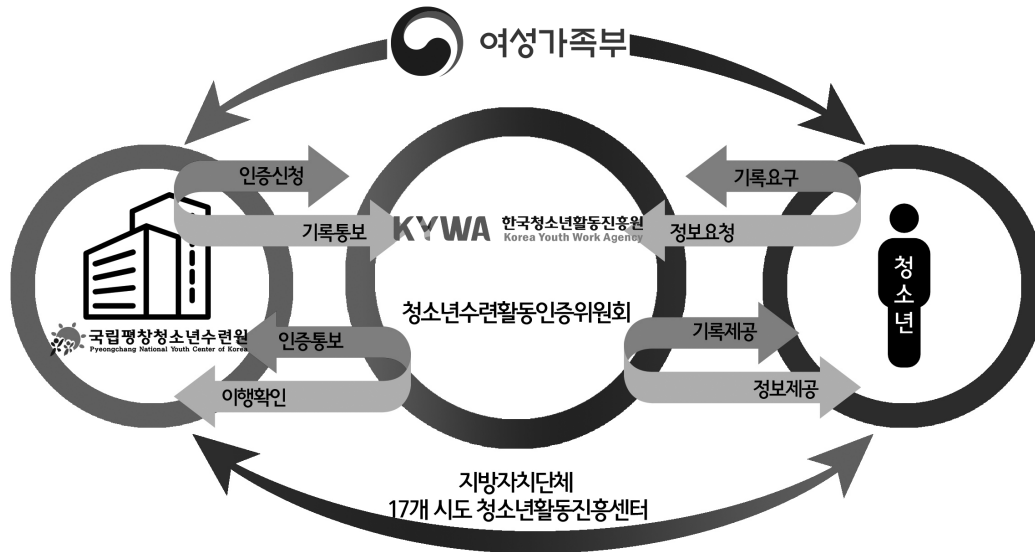 여성가족부
인증신청
기록통보
기록요구
정보요청
KYWA 한국청소년활동진흥원
Korea Youth Work Agency
청소년수련활동인증위원회
국립평창청소년수련원
Pyeongchang National Youth Center of Korea
인증통보
이행확인
기록제공
정보제공
청소년
지방자치단체
17개 시도 청소년활동진흥센터